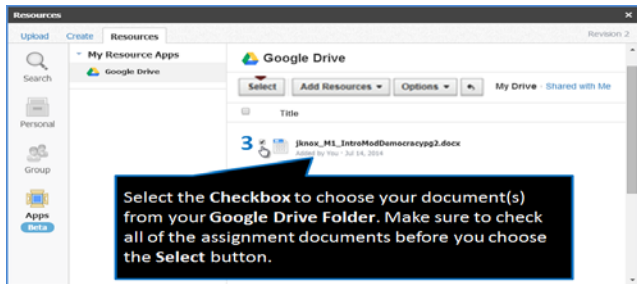 Resources ×
Upload Create Resources Revision 2
Search
Personal
Group
Apps
Beta
My Resource Apps
Google Drive
Google Drive
Select Add Resources Options My Drive · Shared with Me
Title
3 jknox_M1_IntroModDemocracypg2.docx
Added by You · Jul 14, 2014
Select the Checkbox to choose your document(s)
from your Google Drive Folder. Make sure to check
all of the assignment documents before you choose
the Select button.